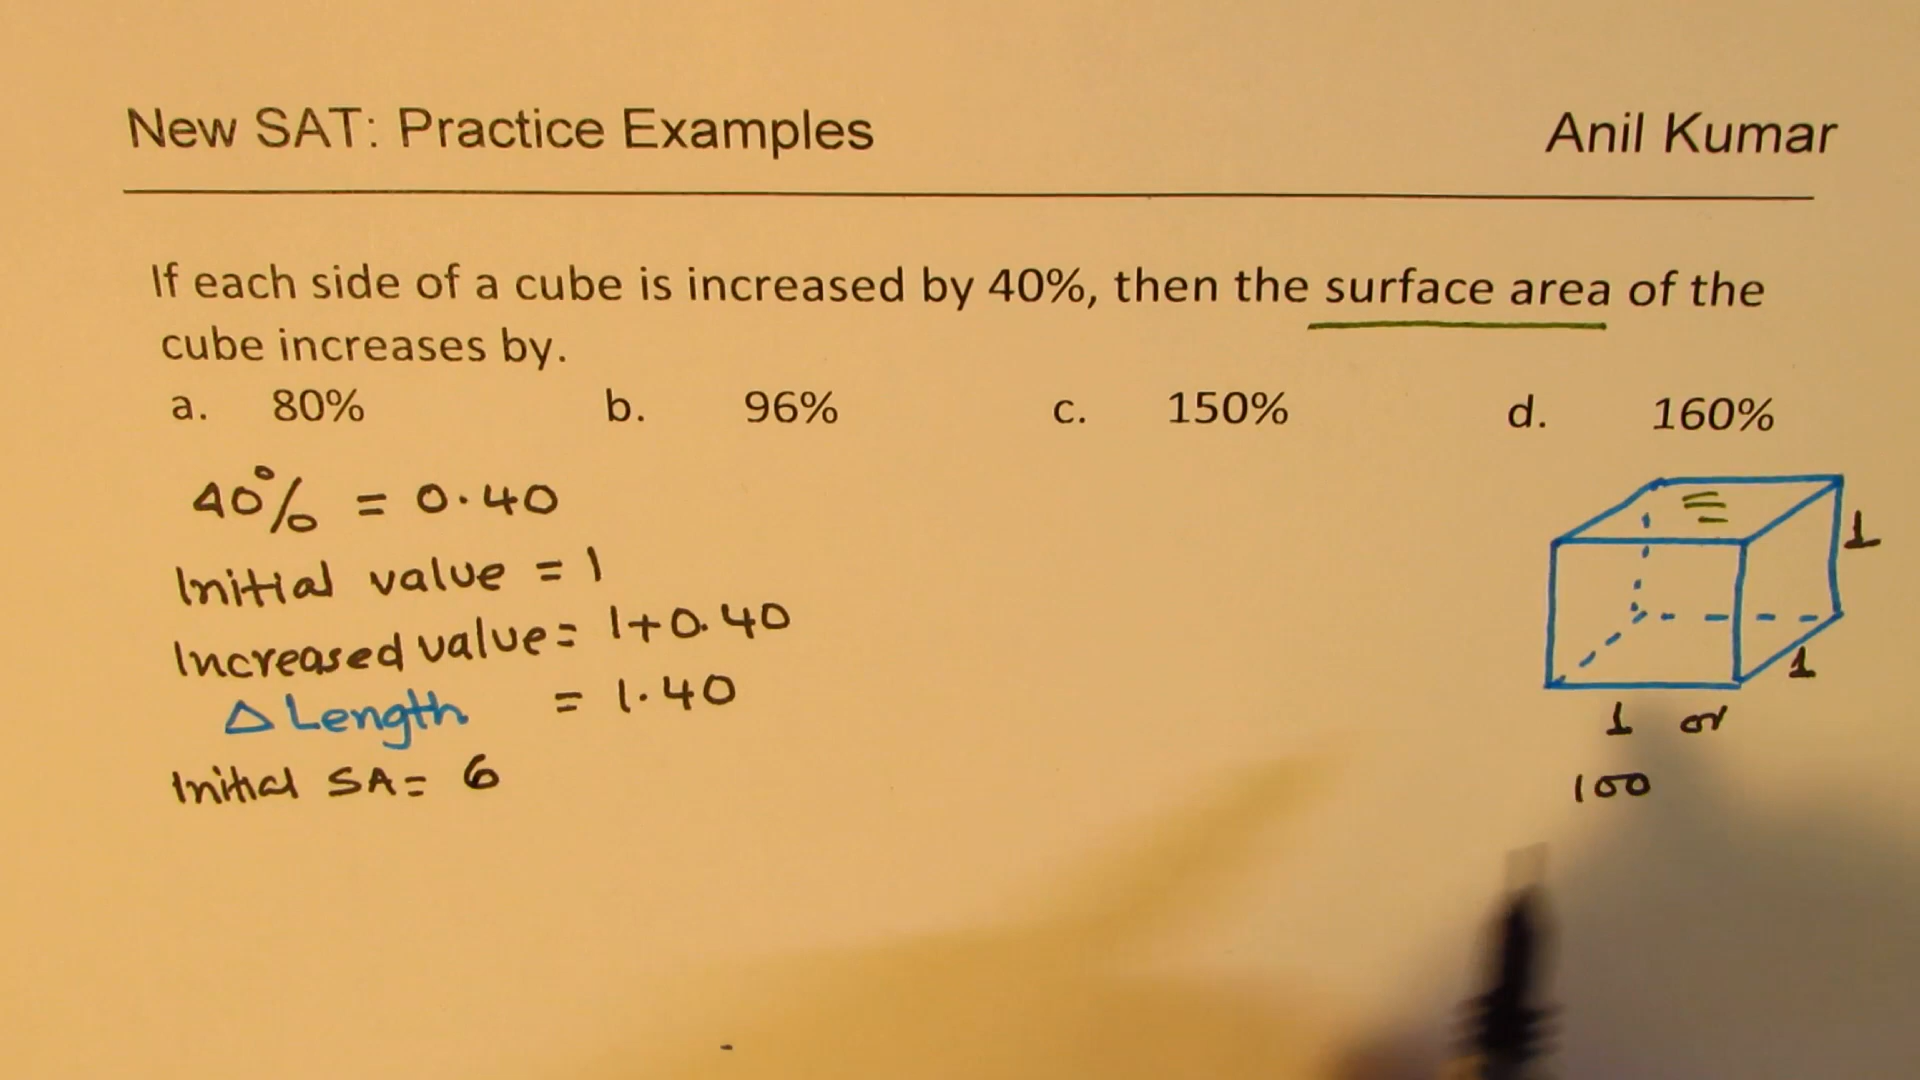 New SAT: Practice Examples Anil Kumar
If each side of a cube is increased by 40%, then the surface area of the
cube increases by.
a. 80% b. 96% c. 150% d. 160%
40% = 0.40
Initial value = 1
Increased value = 1+0.40
Δ Length = 1.40
Initial SA = 6
1
1
1 or
100